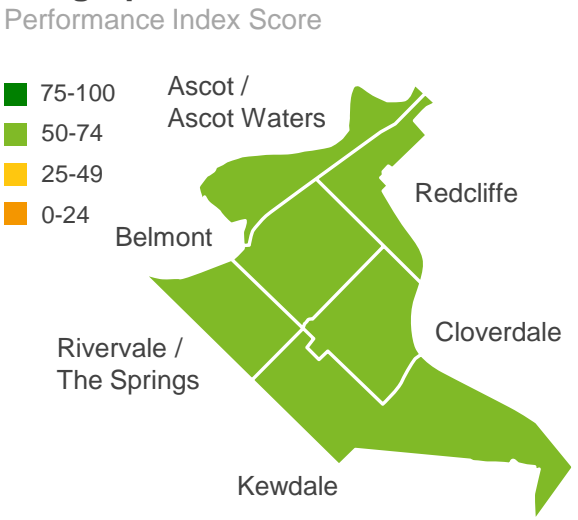 Performance Index Score
75-100
50-74
25-49
0-24
Ascot /
Ascot Waters
Redcliffe
Belmont
Cloverdale
Rivervale /
The Springs
Kewdale